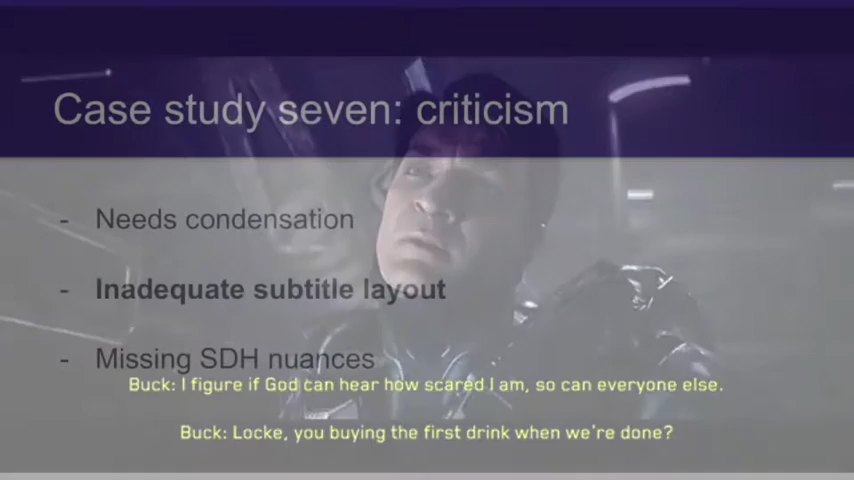 Case study seven: criticism
- Needs condensation
- Inadequate subtitle layout
- Missing SDH nuances
Buck: I figure if God can hear how scared I am, so can everyone else.
Buck: Locke, you buying the first drink when we're done?